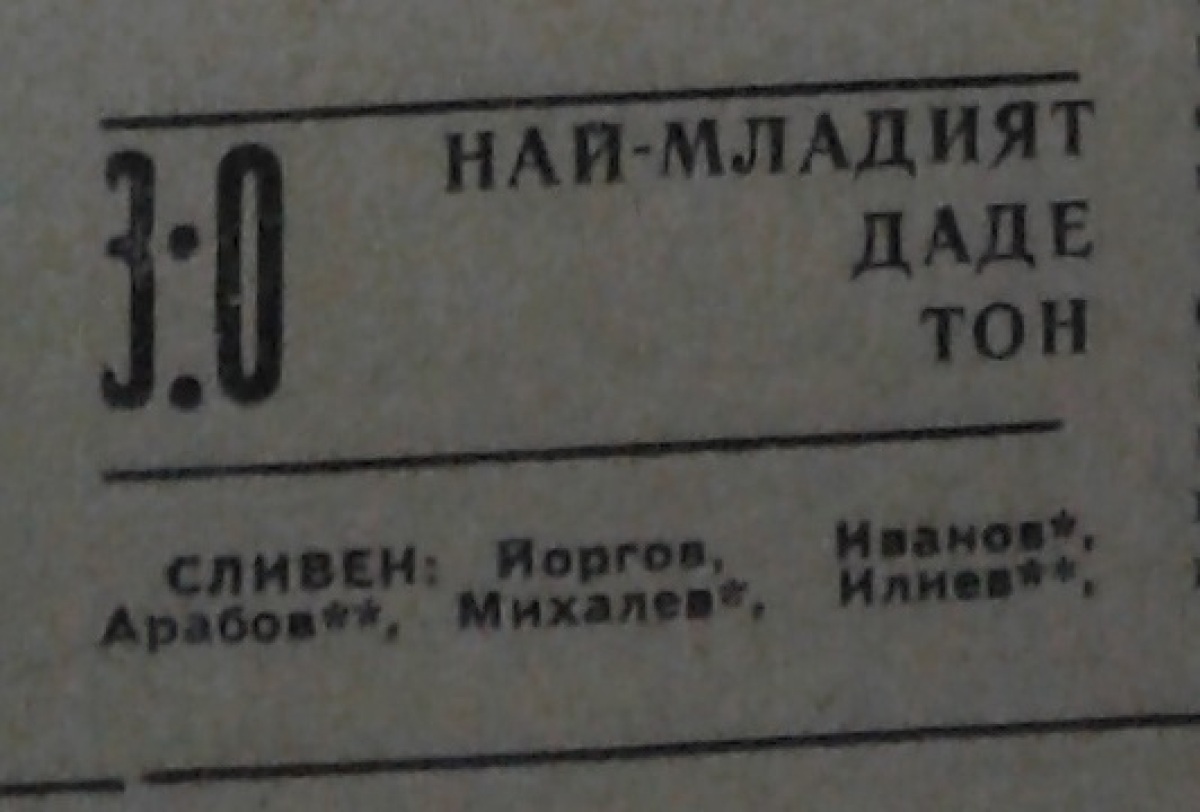 3:0
НАЙ-МЛАДИЯТ
ДАДЕ
ТОН
СЛИВЕН: Йоргов, Иванов*,
Арабов**, Михалев*, Илиев**,